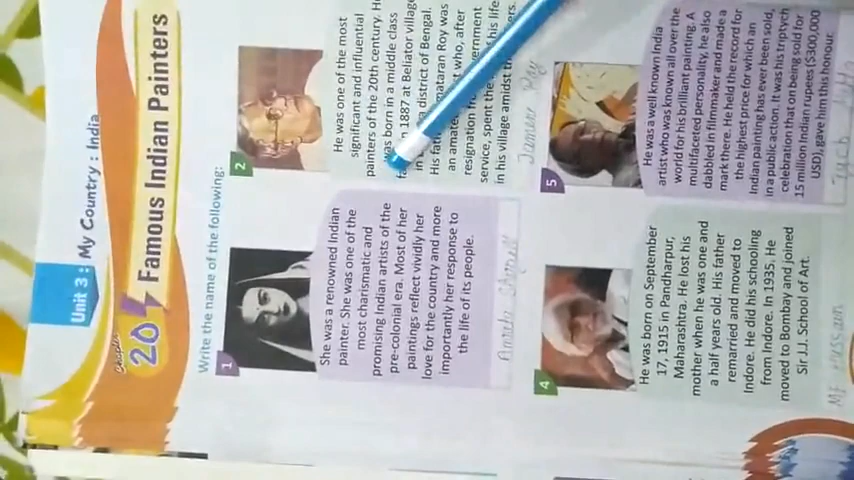 Unit 3 : My Country : India
Chapter
20
Famous Indian Painters
Write the name of the following:
1
She was a renowned Indian
painter. She was one of the
most charismatic and
promising Indian artists of the
pre-colonial era. Most of her
paintings reflect vividly her
love for the country and more
importantly her response to
the life of its people.
2
He was one of the most
significant and influential
painters of the 20th century. He
was born in a middle class
1887 at Beliator village
district of Bengal.
His
mataran Roy was
an amate who, after
resignation fr
service, spent the his life
in his village amidst
Jamini Roy
4
He was born on September
17, 1915 in Pandharpur,
Maharashtra. He lost his
mother when he was one and
a half years old. His father
remarried and moved to
Indore. He did his schooling
from Indore. In 1935. He
moved to Bombay and joined
Sir J.J. School of Art.
MF Hussain
5
He was a well known India
artist who was known all over the
world for his brilliant painting. A
multifaceted personality, he also
dabbled in filmmaker and made a
mark there. He held the record for
the highest price for which an
Indian painting has ever been sold,
in a public action. It was his triptych
celebration that on being sold for
15 million Indian rupees ($300,000
USD), gave him this honour.